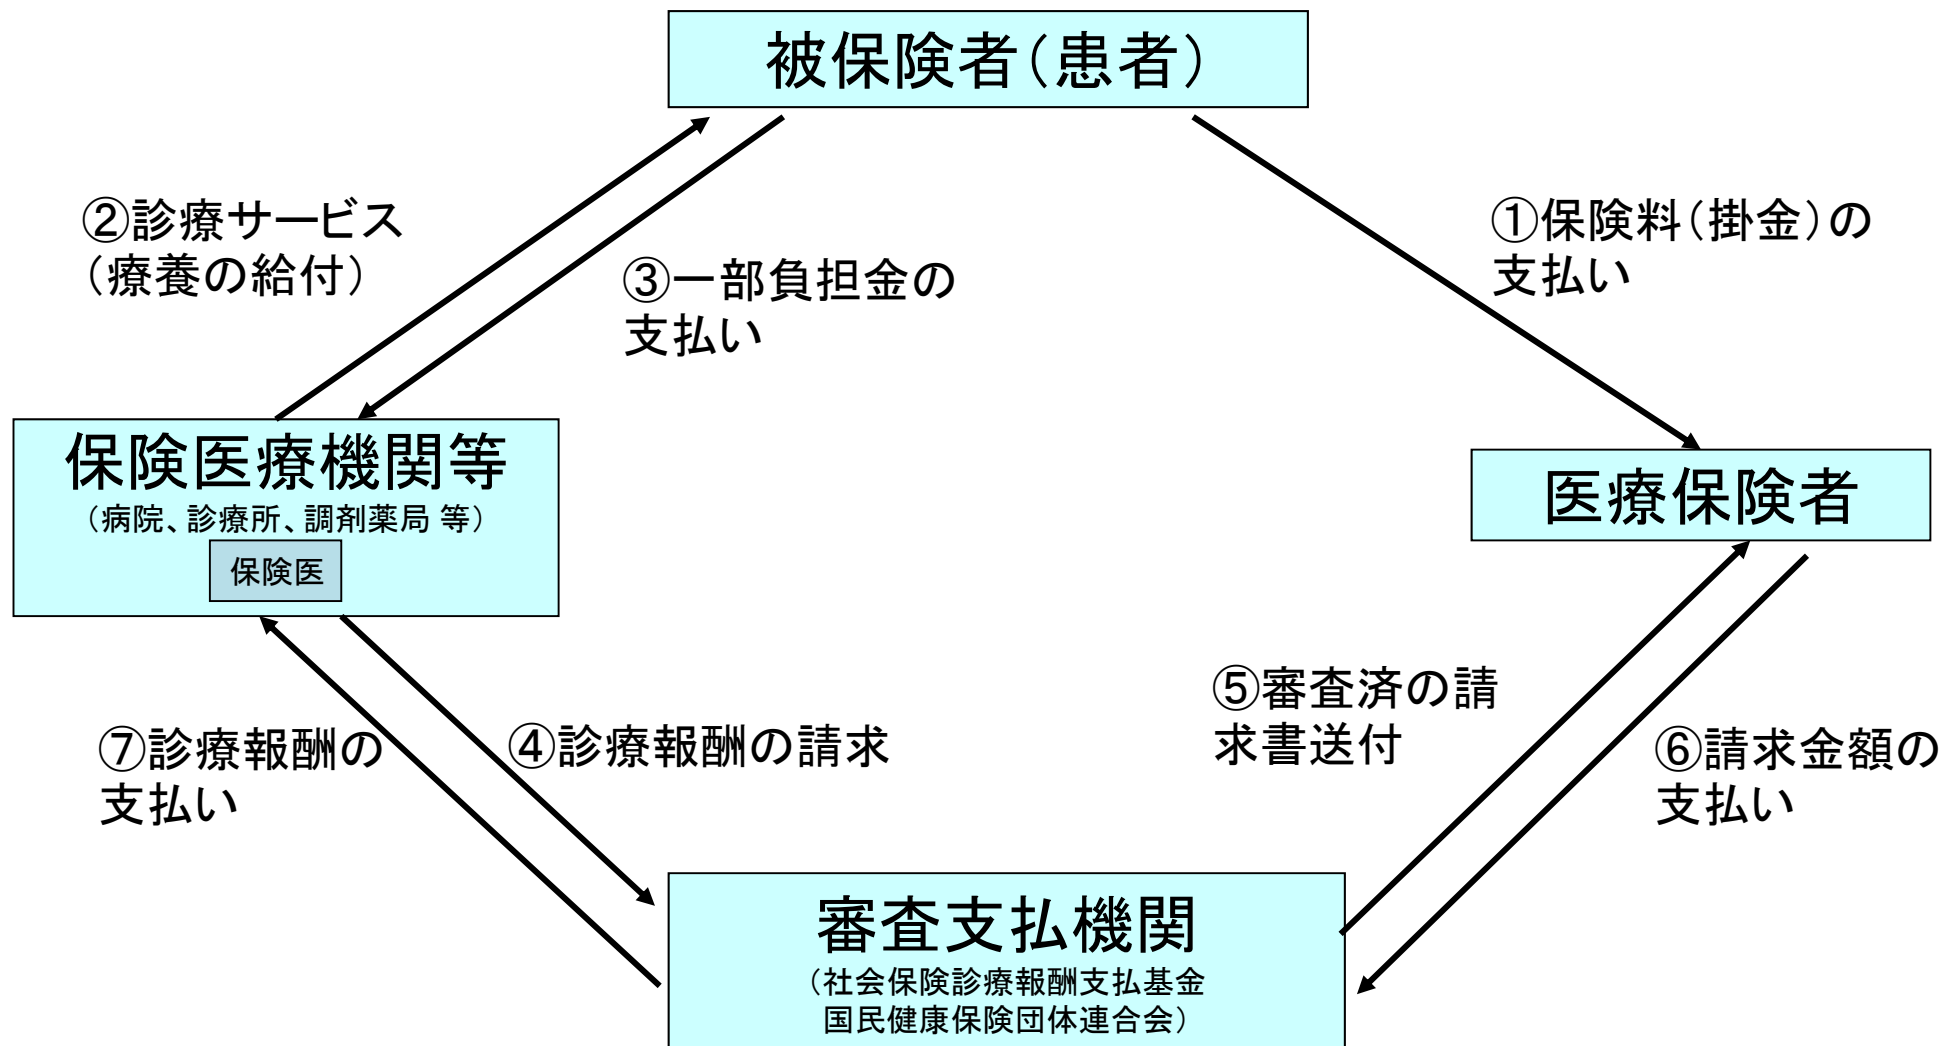 被保険者(患者)
②診療サービス
(療養の給付)
③一部負担金の
支払い
①保険料(掛金)の
支払い
保険医療機関等
(病院、診療所、調剤薬局 等)
保険医
医療保険者
⑦診療報酬の
支払い
④診療報酬の請求
⑤審査済の請
求書送付
⑥請求金額の
支払い
審査支払機関
(社会保険診療報酬支払基金
国民健康保険団体連合会)